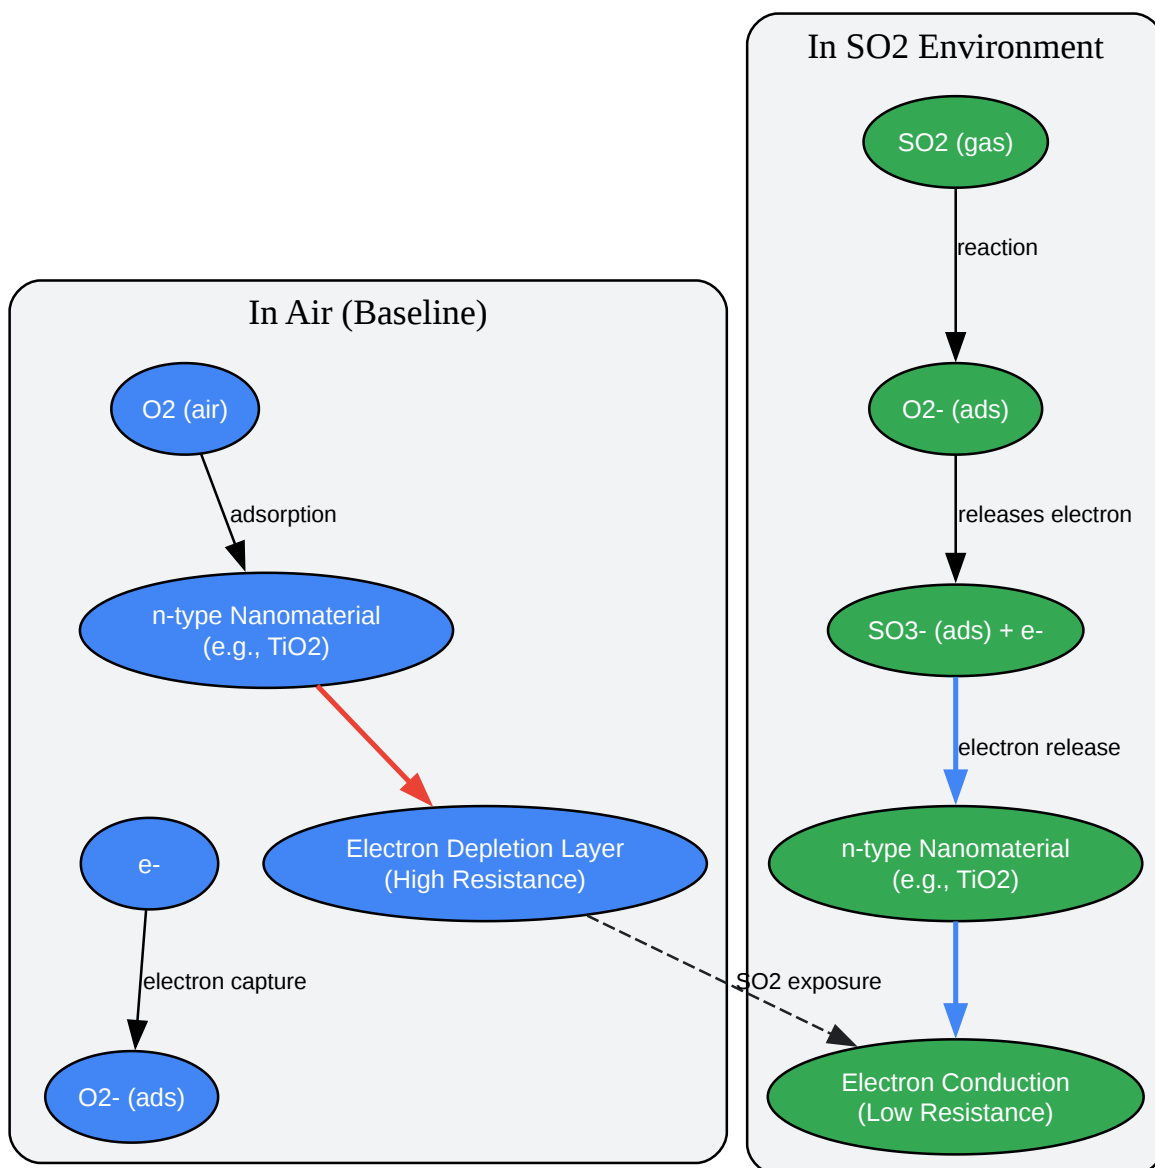 In Air (Baseline)
O2 (air)
adsorption
n-type Nanomaterial
(e.g., TiO2)
Electron Depletion Layer
(High Resistance)
e-
electron capture
O2- (ads)
SO2 exposure
In SO2 Environment
SO2 (gas)
reaction
O2- (ads)
releases electron
SO3- (ads) + e-
electron release
n-type Nanomaterial
(e.g., TiO2)
Electron Conduction
(Low Resistance)